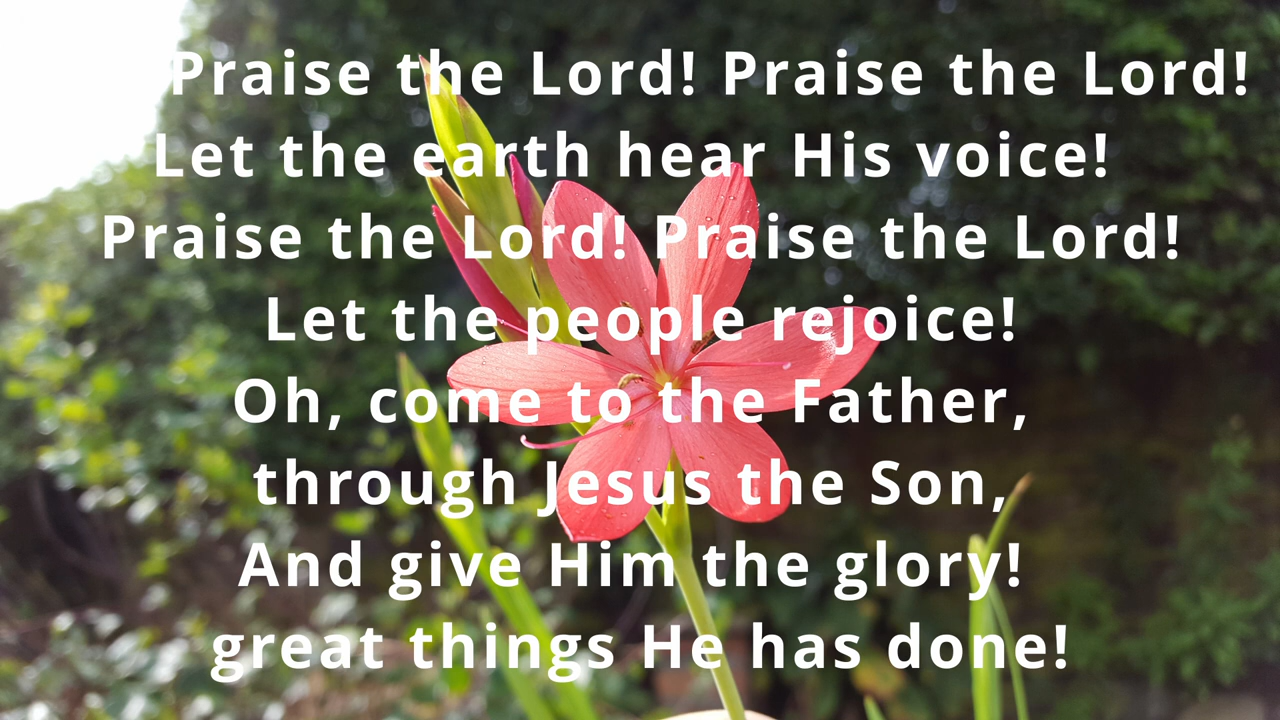 Praise the Lord! Praise the Lord!
Let the earth hear His voice!
Praise the Lord! Praise the Lord!
Let the people rejoice!
Oh, come to the Father,
through Jesus the Son,
And give Him the glory!
great things He has done!